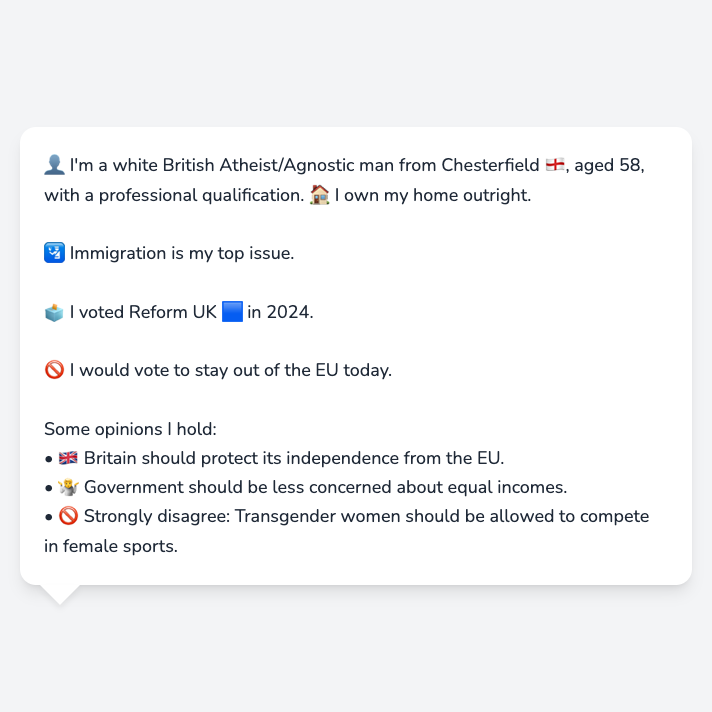 👤 I'm a white British Atheist/Agnostic man from Chesterfield 🏴󠁧󠁢󠁥󠁮󠁧󠁿, aged 58,
with a professional qualification. 🏠 I own my home outright.
🛂 Immigration is my top issue.
🗳️ I voted Reform UK 🟦 in 2024.
🚫 I would vote to stay out of the EU today.
Some opinions I hold:
• 🇬🇧 Britain should protect its independence from the EU.
• 🤷 Government should be less concerned about equal incomes.
• 🚫 Strongly disagree: Transgender women should be allowed to compete
in female sports.